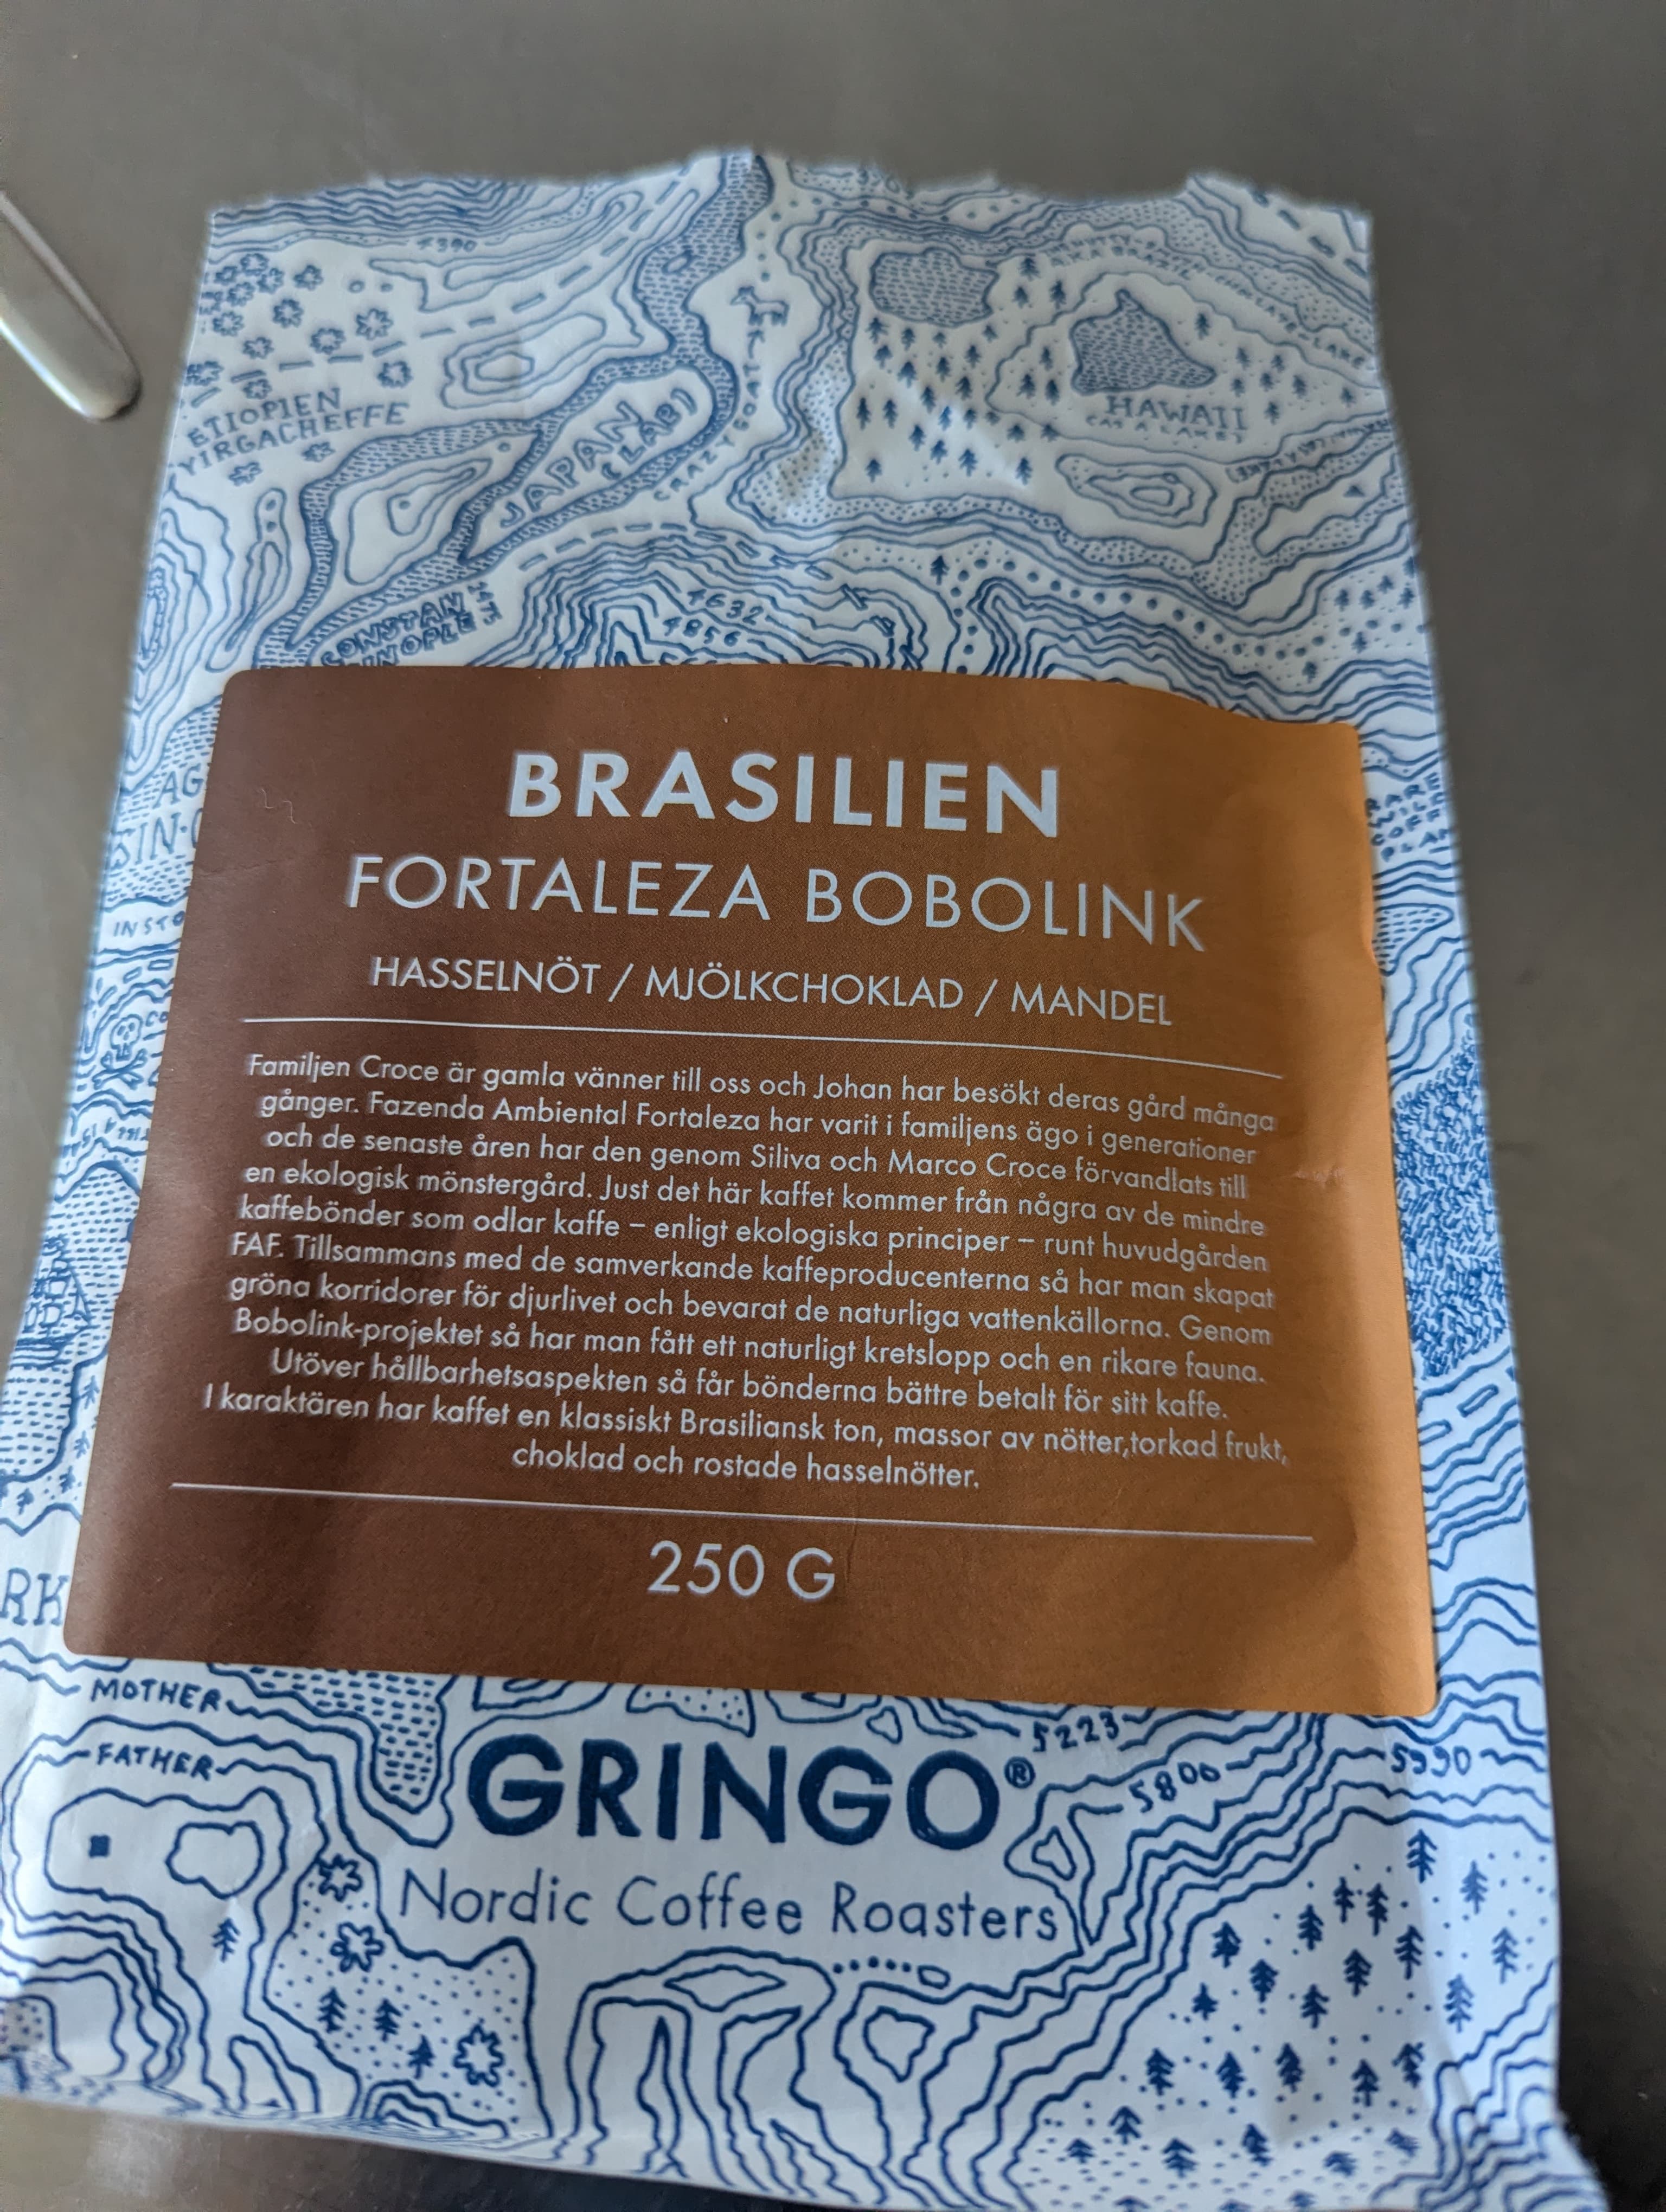 4390
ETIOPIEN
YIRGACHEFFE
JAPAN
(SLABI)
CRAZYGOAT
HAWAII
CONSTAN
TINOPLE
4632
4856
BRASILIEN
FORTALEZA BOBOLINK
HASSELNÖT / MJÖLKCHOKLAD / MANDEL
Familjen Croce är gamla vänner till oss och Johan har besökt deras gård många
gånger. Fazenda Ambiental Fortaleza har varit i familjens ägo i generationer
och de senaste åren har den genom Siliva och Marco Croce förvandlats till
en ekologisk mönstergård. Just det här kaffet kommer från några av de mindre
kaffebönder som odlar kaffe – enligt ekologiska principer – runt huvudgården
FAF. Tillsammans med de samverkande kaffeproducenterna så har man skapat
gröna korridorer för djurlivet och bevarat de naturliga vattenkällorna. Genom
Bobolink-projektet så har man fått ett naturligt kretslopp och en rikare fauna.
Utöver hållbarhetsaspekten så får bönderna bättre betalt för sitt kaffe.
I karaktären har kaffet en klassiskt Brasiliansk ton, massor av nötter,torkad frukt,
choklad och rostade hasselnötter.
250 G
RK
MOTHER
FATHER
5223
5800
5990
GRINGO®
Nordic Coffee Roasters